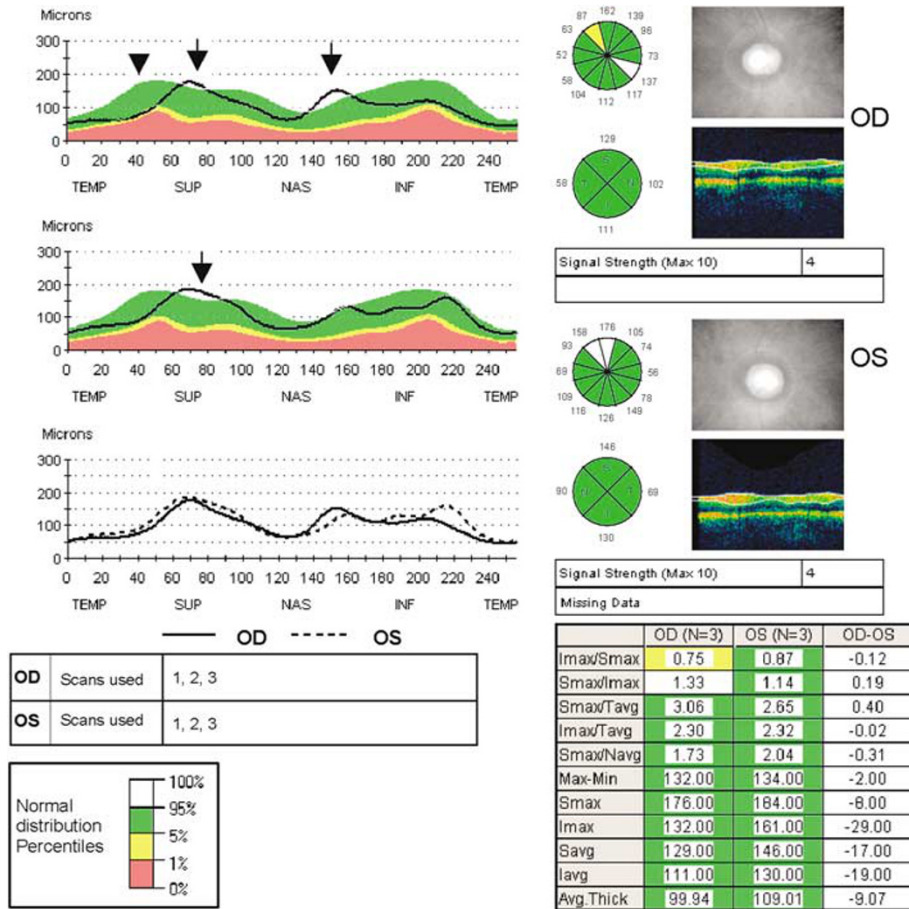 Microns
300
200
100
0
0 20 40 60 80 100 120 140 160 180 200 220 240
TEMP SUP NAS INF TEMP
Microns
300
200
100
0
0 20 40 60 80 100 120 140 160 180 200 220 240
TEMP SUP NAS INF TEMP
Microns
300
200
100
0
0 20 40 60 80 100 120 140 160 180 200 220 240
TEMP SUP NAS INF TEMP
OD OS
OD Scans used 1, 2, 3
OS Scans used 1, 2, 3
Normal
distribution
Percentiles
100%
95%
5%
1%
0%
87 162 139
63 96
52 73
58 137
104 112 117
OD
129
S
58 T N 102
I
111
Signal Strength (Max 10) 4
158 176 105
93 74
69 56
109 78
116 126 149
OS
146
S
90 N T 69
I
130
Signal Strength (Max 10) 4
Missing Data
OD (N=3) OS (N=3) OD-OS
Imax/Smax 0.75 0.87 -0.12
Smax/Imax 1.33 1.14 0.19
Smax/Tavg 3.06 2.65 0.40
Imax/Tavg 2.30 2.32 -0.02
Smax/Navg 1.73 2.04 -0.31
Max-Min 132.00 134.00 -2.00
Smax 176.00 184.00 -8.00
Imax 132.00 161.00 -29.00
Savg 129.00 146.00 -17.00
Iavg 111.00 130.00 -19.00
Avg.Thick 99.94 109.01 -9.07